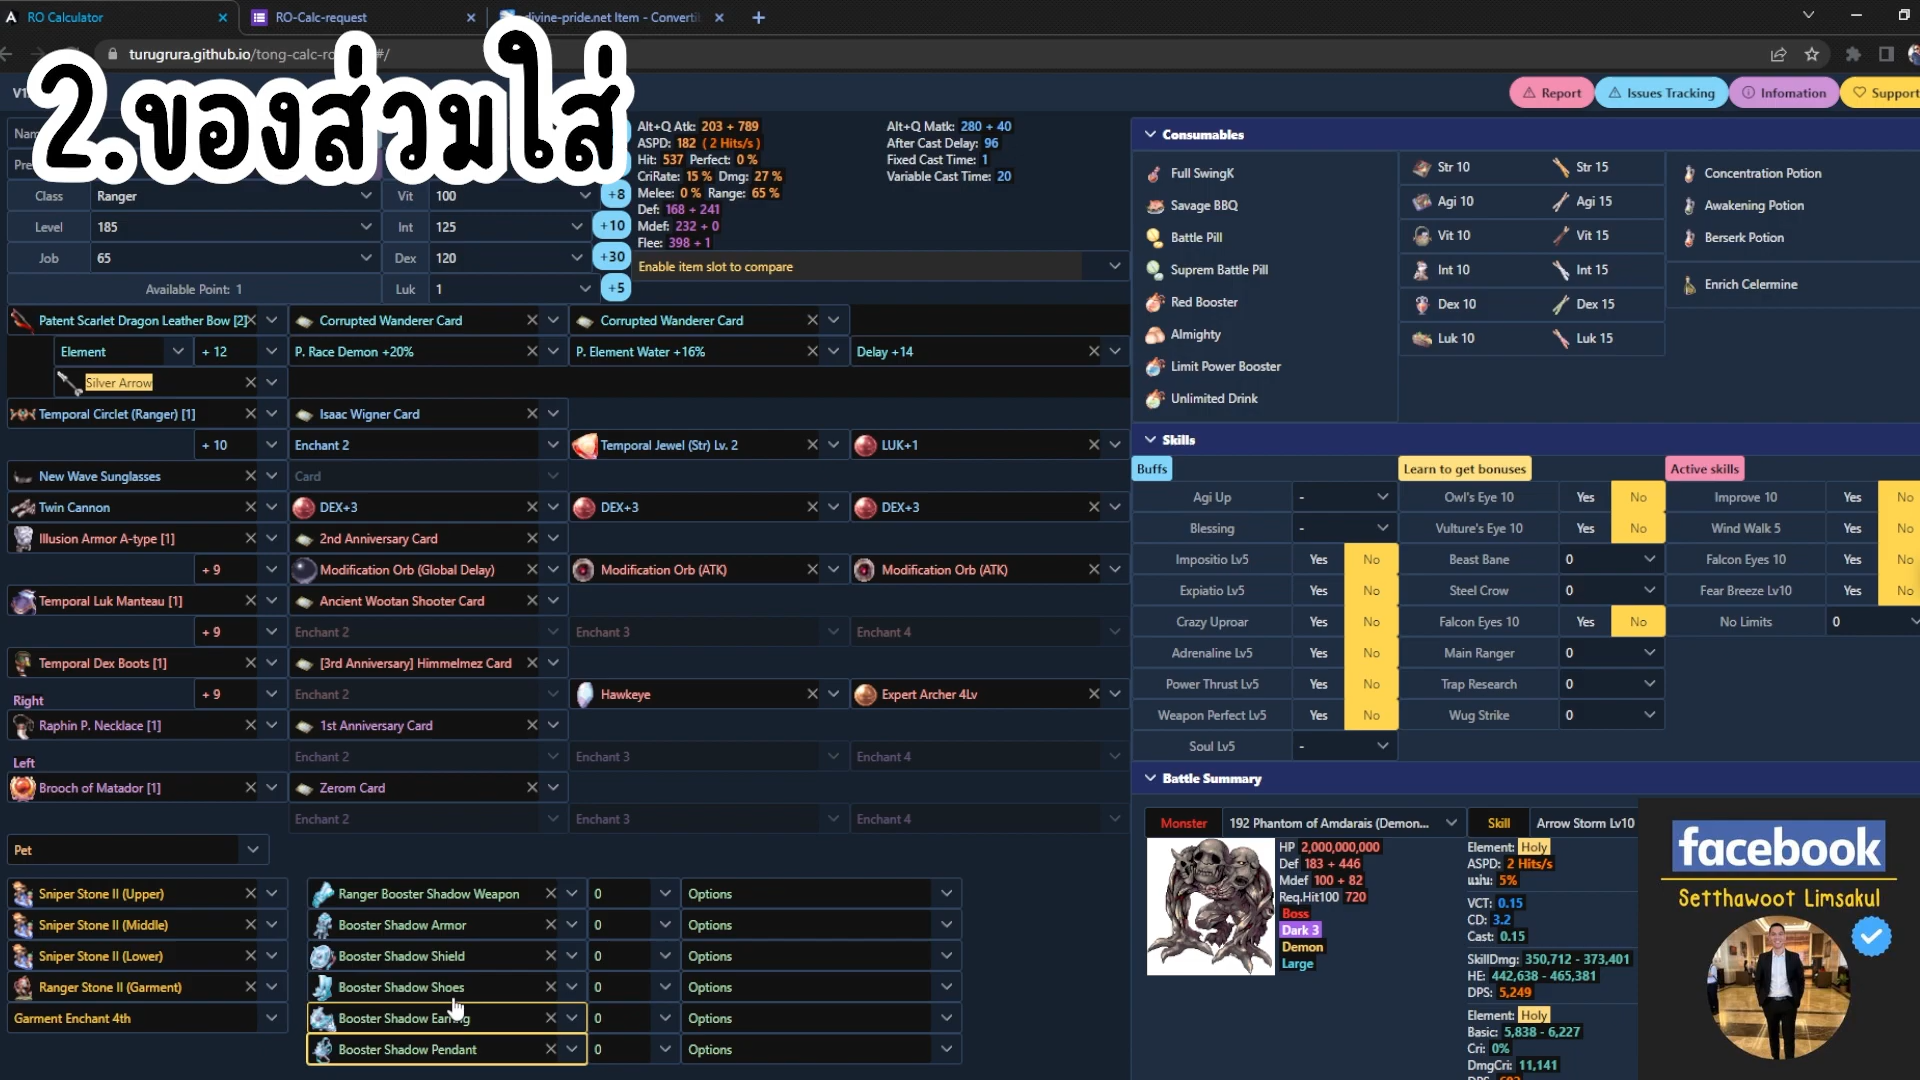 RO Calculator
RO-Calc-request
divine-pride.net Item - Converti
turugrura.github.io/tong-calc-ro
#/
2.ของส่วมใส่
Report
Issues Tracking
Infomation
Support
Class
Ranger
Vit
100
+8
Level
185
Int
125
+10
Job
65
Dex
120
+30
Available Point: 1
Luk
1
+5
Alt+Q Atk: 203 + 789
ASPD: 182 ( 2 Hits/s )
Hit: 537 Perfect: 0 %
CriRate: 15 % Dmg: 27 %
Melee: 0 % Range: 65 %
Def: 168 + 241
Mdef: 232 + 0
Flee: 398 + 1
Alt+Q Matk: 280 + 40
After Cast Delay: 96
Fixed Cast Time: 1
Variable Cast Time: 20
Enable item slot to compare
Patent Scarlet Dragon Leather Bow [2]
Corrupted Wanderer Card
Corrupted Wanderer Card
Element
+ 12
P. Race Demon +20%
P. Element Water +16%
Delay +14
Silver Arrow
Temporal Circlet (Ranger) [1]
Isaac Wigner Card
+ 10
Enchant 2
Temporal Jewel (Str) Lv. 2
LUK+1
New Wave Sunglasses
Card
Twin Cannon
DEX+3
DEX+3
DEX+3
Illusion Armor A-type [1]
2nd Anniversary Card
+ 9
Modification Orb (Global Delay)
Modification Orb (ATK)
Modification Orb (ATK)
Temporal Luk Manteau [1]
Ancient Wootan Shooter Card
+ 9
Enchant 2
Enchant 3
Enchant 4
Temporal Dex Boots [1]
[3rd Anniversary] Himmelmez Card
+ 9
Enchant 2
Hawkeye
Expert Archer 4Lv
Right
Raphin P. Necklace [1]
1st Anniversary Card
Enchant 2
Enchant 3
Enchant 4
Left
Brooch of Matador [1]
Zerom Card
Enchant 2
Enchant 3
Enchant 4
Pet
Sniper Stone II (Upper)
Ranger Booster Shadow Weapon
0
Options
Sniper Stone II (Middle)
Booster Shadow Armor
0
Options
Sniper Stone II (Lower)
Booster Shadow Shield
0
Options
Ranger Stone II (Garment)
Booster Shadow Shoes
0
Options
Garment Enchant 4th
Booster Shadow Earring
0
Options
Booster Shadow Pendant
0
Options
Consumables
Full SwingK
Savage BBQ
Battle Pill
Suprem Battle Pill
Red Booster
Almighty
Limit Power Booster
Unlimited Drink
Str 10
Str 15
Agi 10
Agi 15
Vit 10
Vit 15
Int 10
Int 15
Dex 10
Dex 15
Luk 10
Luk 15
Concentration Potion
Awakening Potion
Berserk Potion
Enrich Celermine
Skills
Buffs
Learn to get bonuses
Active skills
Agi Up
-
Owl's Eye 10
Yes
No
Improve 10
Yes
No
Blessing
-
Vulture's Eye 10
Yes
No
Wind Walk 5
Yes
No
Impositio Lv5
Yes
No
Beast Bane
0
Falcon Eyes 10
Yes
No
Expiatio Lv5
Yes
No
Steel Crow
0
Fear Breeze Lv10
Yes
No
Crazy Uproar
Yes
No
Falcon Eyes 10
Yes
No
No Limits
0
Adrenaline Lv5
Yes
No
Main Ranger
0
Power Thrust Lv5
Yes
No
Trap Research
0
Weapon Perfect Lv5
Yes
No
Wug Strike
0
Soul Lv5
-
Battle Summary
Monster
192 Phantom of Amdarais (Demon...
Skill
Arrow Storm Lv10
HP 2,000,000,000
Def 183 + 446
Mdef 100 + 82
Req.Hit100 720
Boss
Dark 3
Demon
Large
Element: Holy
ASPD: 2 Hits/s
แม่น: 5%
VCT: 0.15
CD: 3.2
Cast: 0.15
SkillDmg: 350,712 - 373,401
HE: 442,638 - 465,381
DPS: 5,249
Element: Holy
Basic: 5,838 - 6,227
Cri: 0%
DmgCri: 11,141
facebook
Setthawoot Limsakul